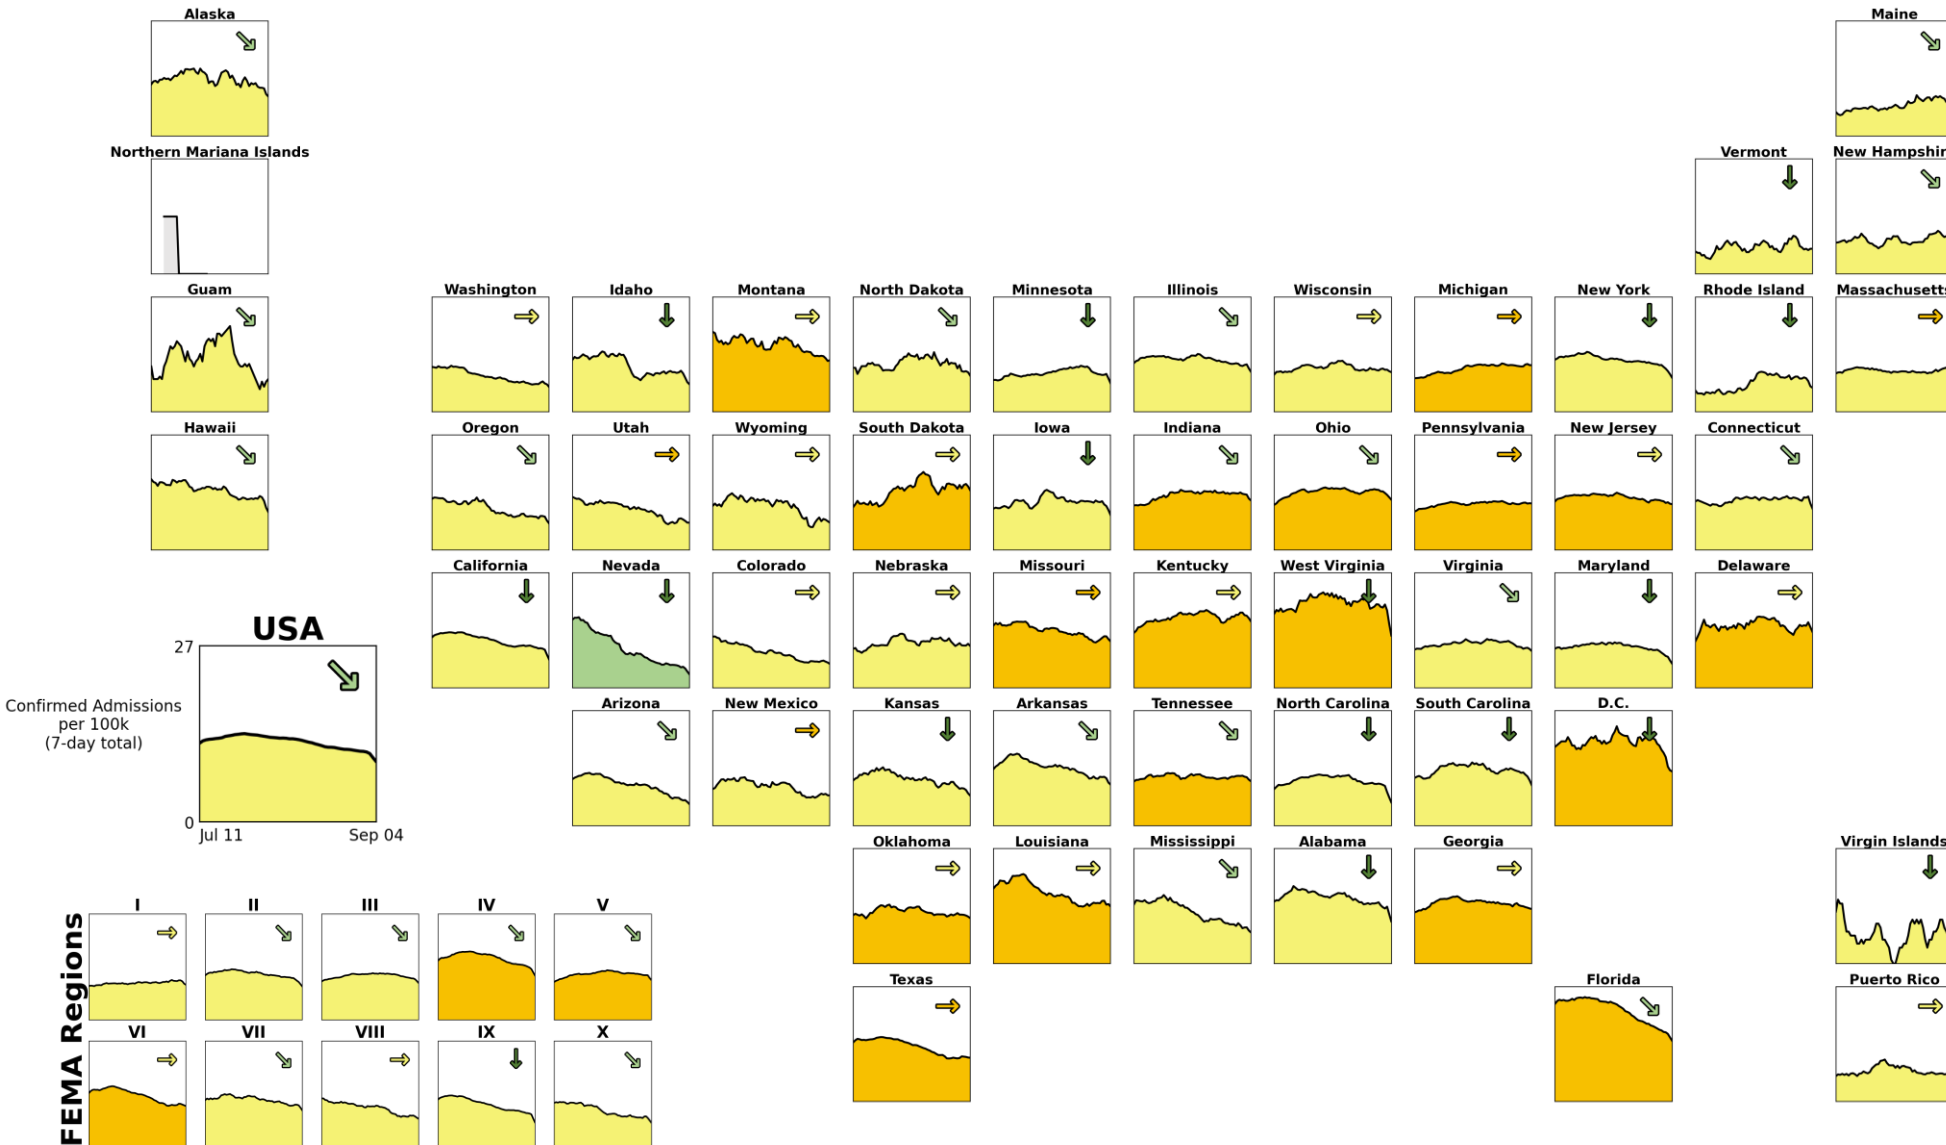 Alaska
Maine
Northern Mariana Islands
Vermont
New Hampshir
Guam
Washington
Idaho
Montana
North Dakota
Minnesota
Illinois
Wisconsin
Michigan
New York
Rhode Island
Massachusetts
Hawaii
Oregon
Utah
Wyoming
South Dakota
Iowa
Indiana
Ohio
Pennsylvania
New Jersey
Connecticut
California
Nevada
Colorado
Nebraska
Missouri
Kentucky
West Virginia
Virginia
Maryland
Delaware
USA
27
Confirmed Admissions
per 100k
(7-day total)
0
Jul 11
Sep 04
Arizona
New Mexico
Kansas
Arkansas
Tennessee
North Carolina
South Carolina
D.C.
Oklahoma
Louisiana
Mississippi
Alabama
Georgia
Virgin Islands
Texas
Florida
Puerto Rico
FEMA Regions
I
II
III
IV
V
VI
VII
VIII
IX
X